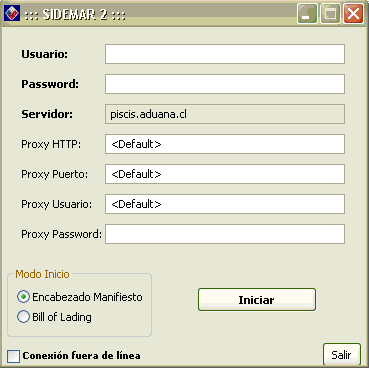 ::: SIDEMAR 2 :::
Usuario:
Password:
Servidor: piscis.aduana.cl
Proxy HTTP: <Default>
Proxy Puerto: <Default>
Proxy Usuario: <Default>
Proxy Password:
Modo Inicio
Encabezado Manifiesto
Bill of Lading
Iniciar
Conexión fuera de línea
Salir